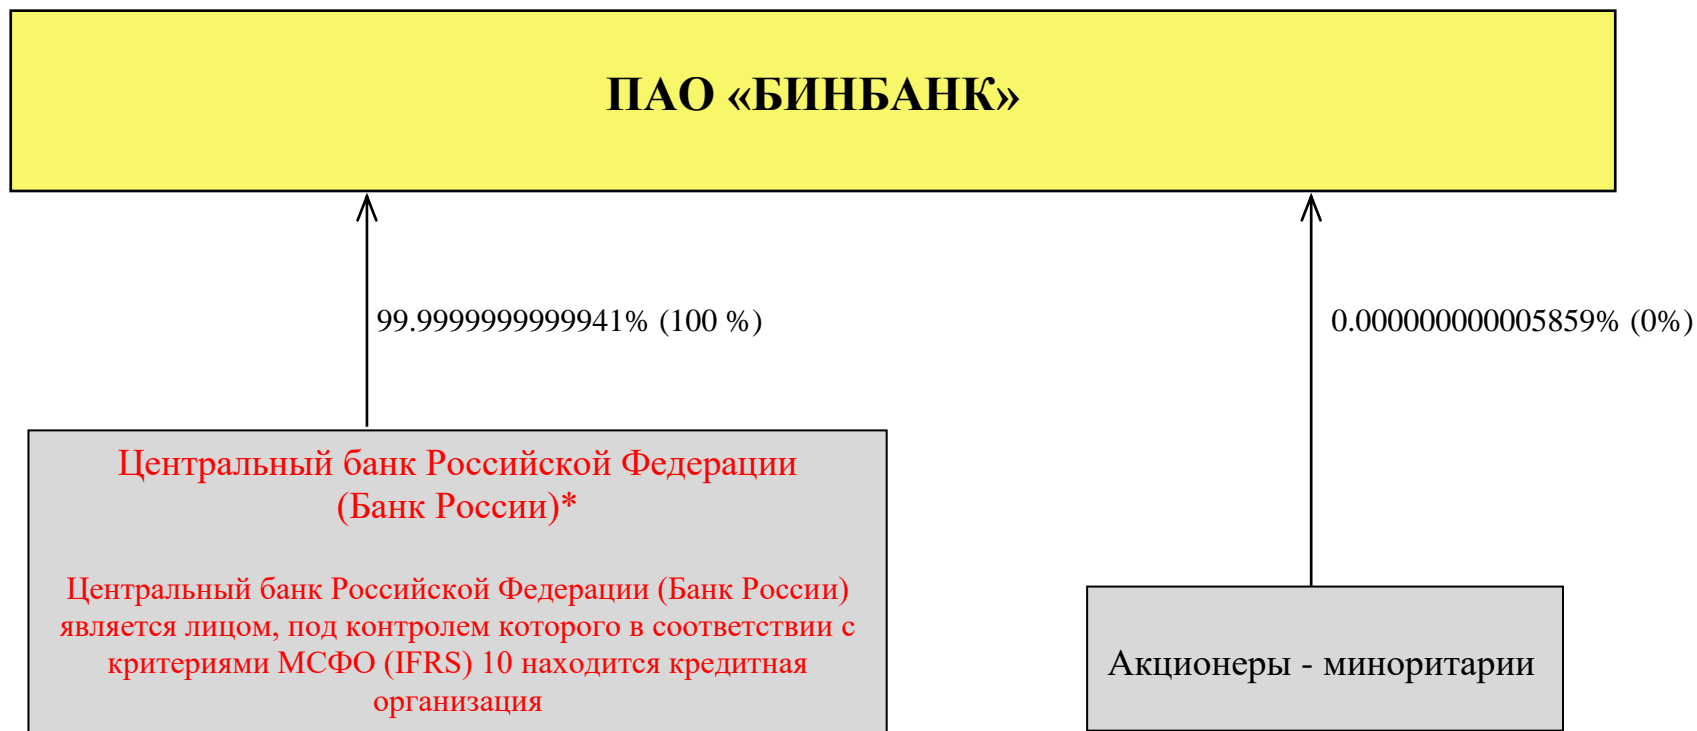 ПАО «БИНБАНК»
99.9999999999941% (100 %)
0.000000000005859% (0%)
Центральный банк Российской Федерации
(Банк России)*
Центральный банк Российской Федерации (Банк России)
является лицом, под контролем которого в соответствии с
критериями МСФО (IFRS) 10 находится кредитная
организация
Акционеры - миноритарии